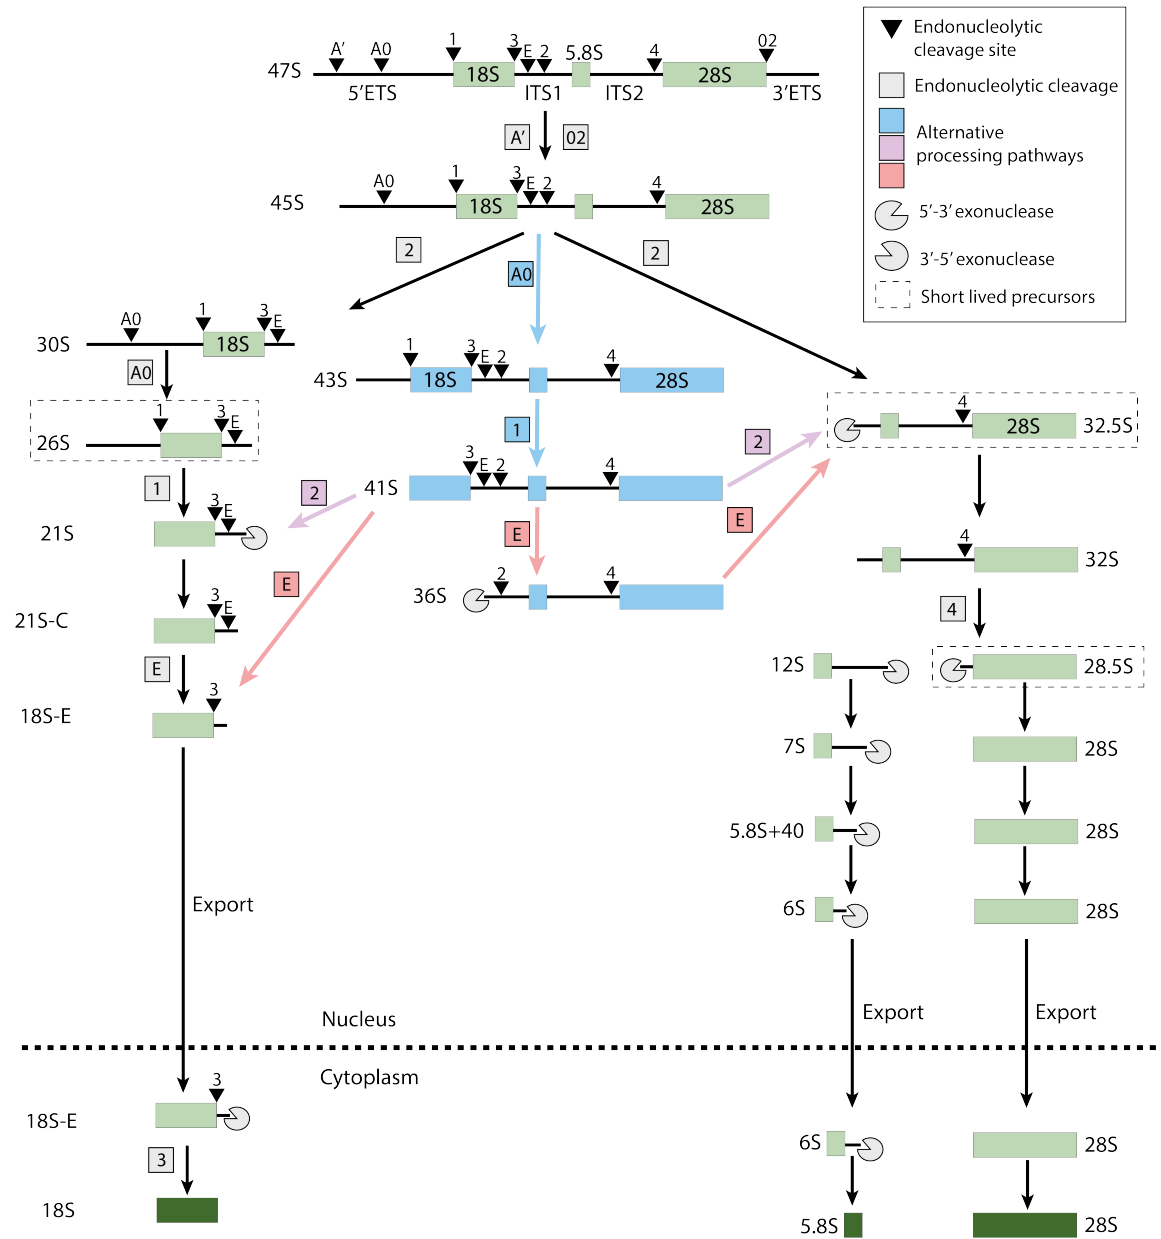 A′ A0 1 3 E 2 5.8S 4 02
47S 18S 28S
5′ETS ITS1 ITS2 3′ETS
A′ 02
A0 1 3 E 2 4
45S 18S 28S
2 A0 2
A0 1 3 E
30S 18S
A0
1 3 E 2 4
43S 18S 28S
1 3 E
26S
1
4
28S 32.5S
1
3 E 2 4
41S
2 2
3 E
21S
E E E
2 4
36S
4
32S
3 E
21S-C
4
E
12S 28.5S
3
18S-E
7S 28S
5.8S+40 28S
6S 28S
Export
Export Export
Nucleus
Cytoplasm
3
18S-E
6S 28S
3
18S
5.8S 28S
Endonucleolytic
cleavage site
Endonucleolytic cleavage
Alternative
processing pathways
5′-3′ exonuclease
3′-5′ exonuclease
Short lived precursors